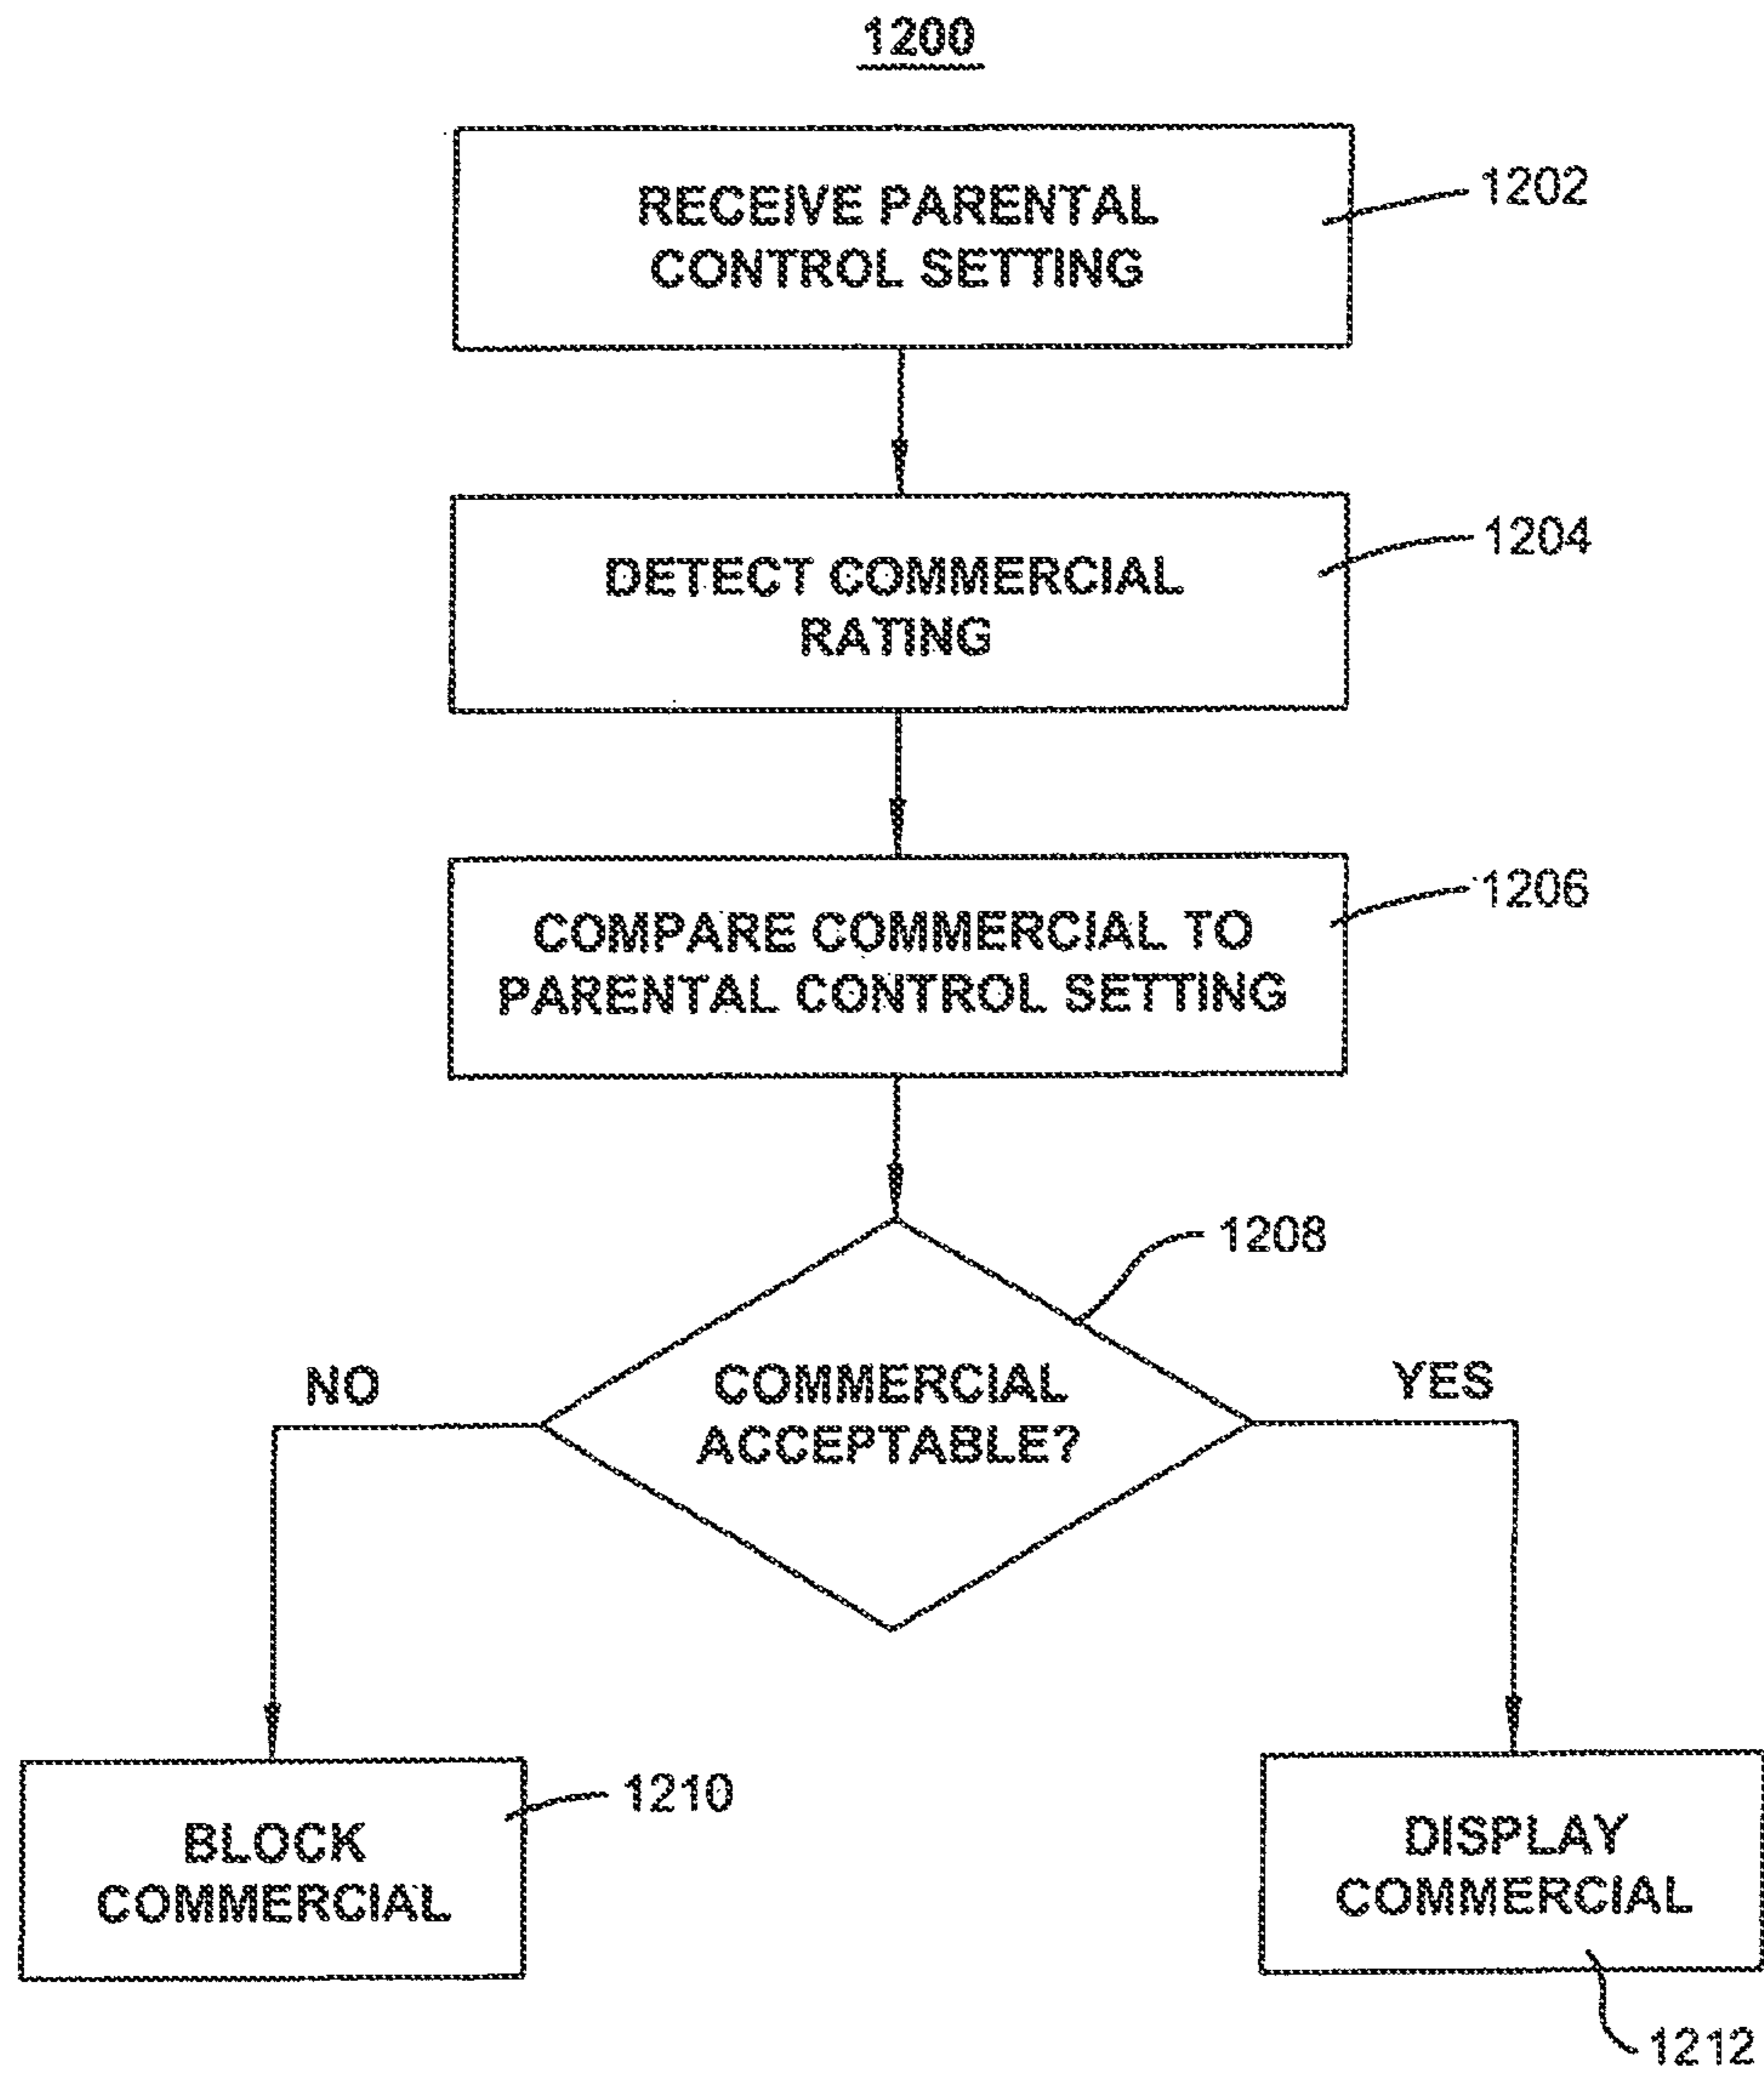 1200
RECEIVE PARENTAL
CONTROL SETTING
1202
DETECT COMMERCIAL
RATING
1204
COMPARE COMMERCIAL TO
PARENTAL CONTROL SETTING
1206
1208
COMMERCIAL
ACCEPTABLE?
NO
YES
BLOCK
COMMERCIAL
1210
DISPLAY
COMMERCIAL
1212